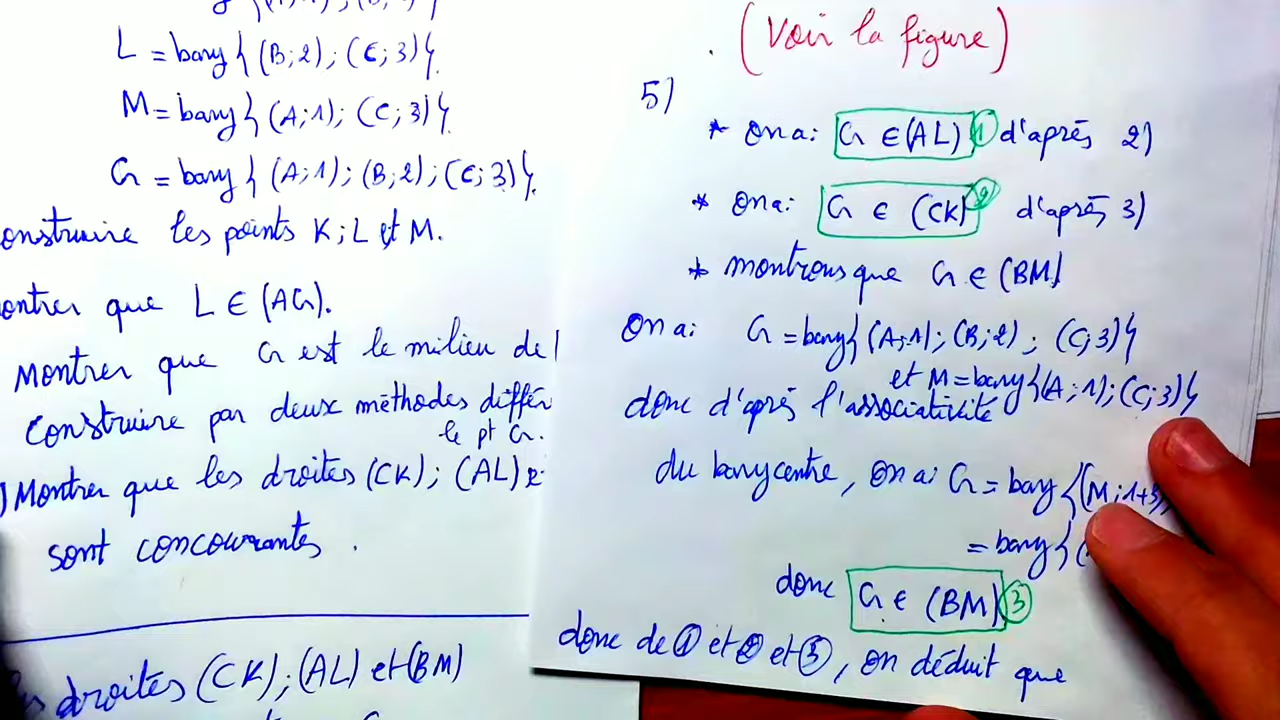 L = bary { (B;2) ; (C;3) }.
M = bary { (A;1) ; (C;3) }.
G = bary { (A;1) ; (B;2) ; (C;3) }.
onstruire les points K ; L et M.
ontrer que L ∈ (AG).
Montrer que G est le milieu de
Construire par deux méthodes différ
le pt G.
) Montrer que les droites (CK) ; (AL) e
sont concourantes.
droites (CK) ; (AL) et (BM)
(Voir la figure)
5)
* on a : G ∈ (AL) ① d'après 2)
* on a : G ∈ (CK) ② d'après 3)
* montrons que G ∈ (BM)
On a : G = bary { (A;1) ; (B;2) ; (C;3) }
et M = bary { (A;1) ; (C;3) }
donc d'après l'associativité
du barycentre, on a : G = bary { (M ; 1+3)
= bary { (
donc G ∈ (BM) ③
donc de ① et ② et ③, on déduit que